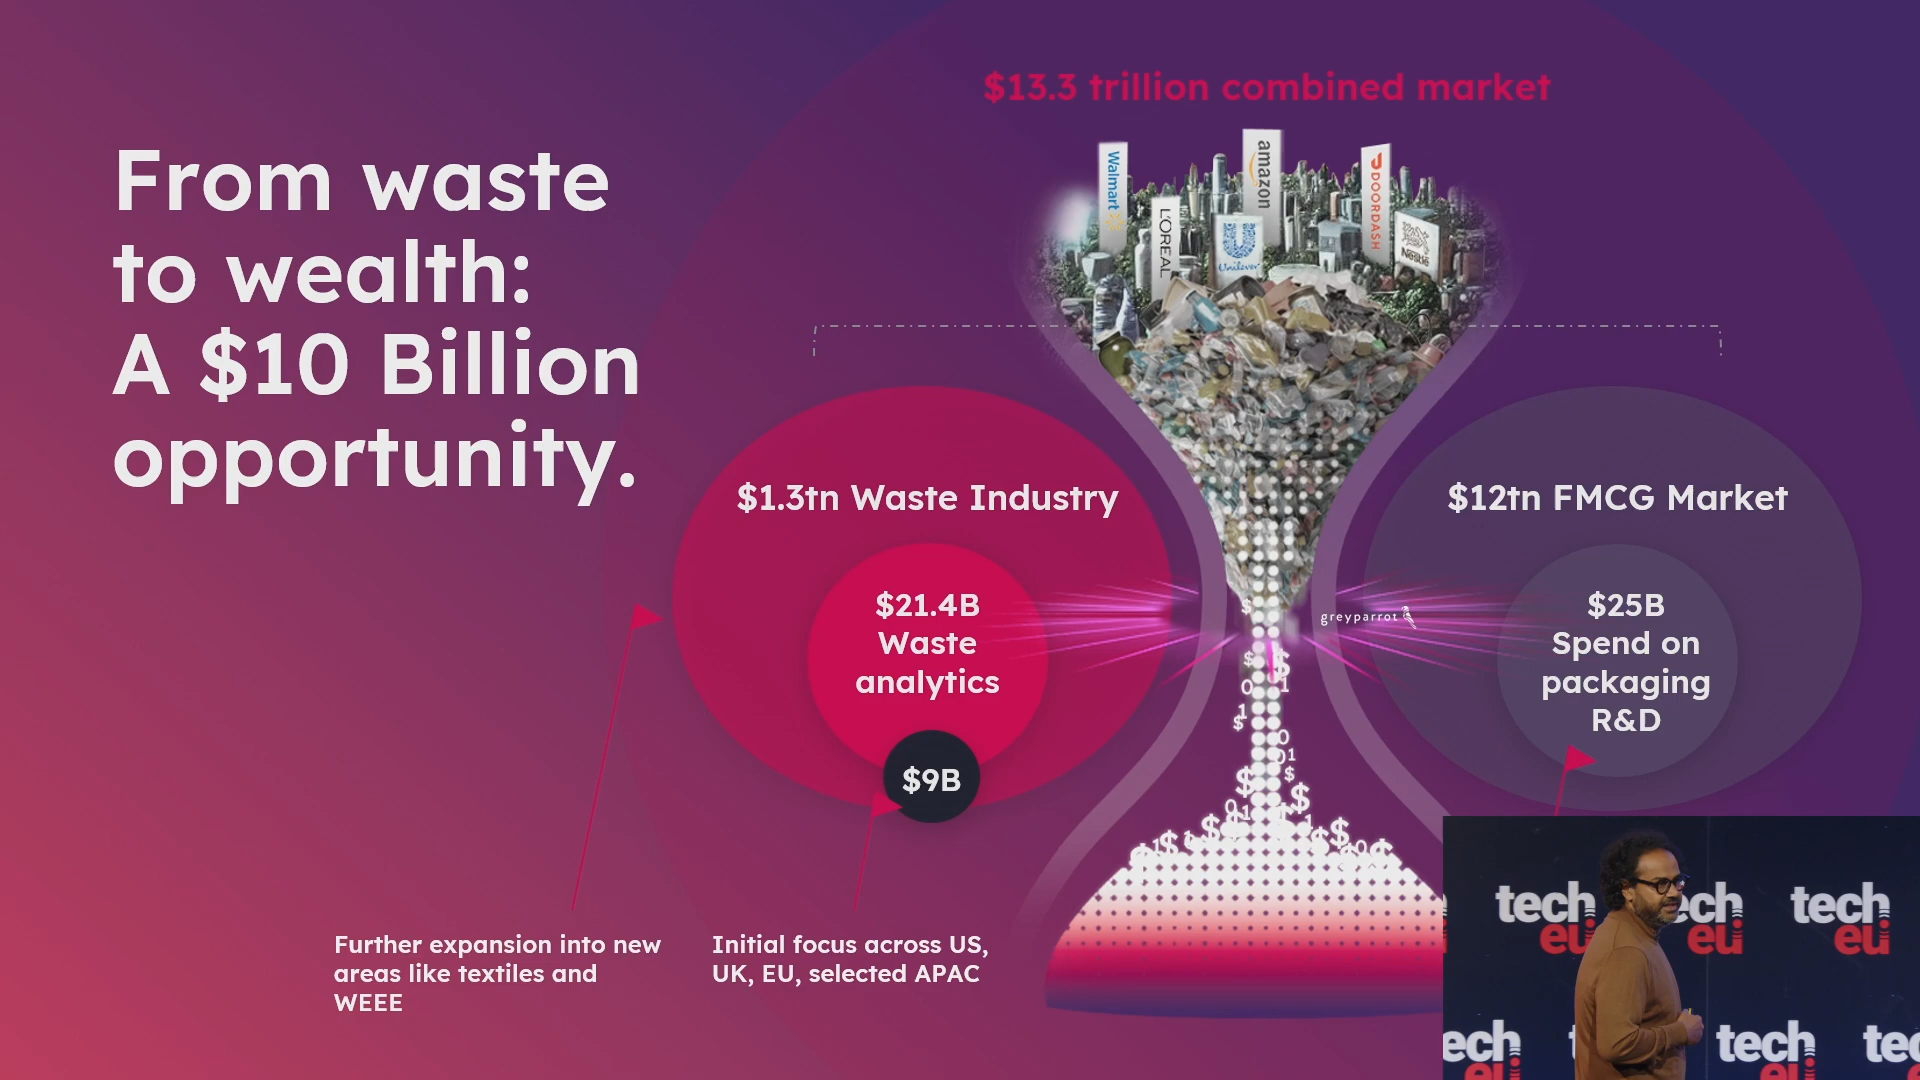 $13.3 trillion combined market
From waste
to wealth:
A $10 Billion
opportunity.
Walmart
L'ORÉAL
amazon
Unilever
DOORDASH
Nestlé
$1.3tn Waste Industry
$12tn FMCG Market
$21.4B
Waste
analytics
$9B
greyparrot
$25B
Spend on
packaging
R&D
Further expansion into new
areas like textiles and
WEEE
Initial focus across US,
UK, EU, selected APAC
tech
eu
tech
eu
tech
eu
tech
tech